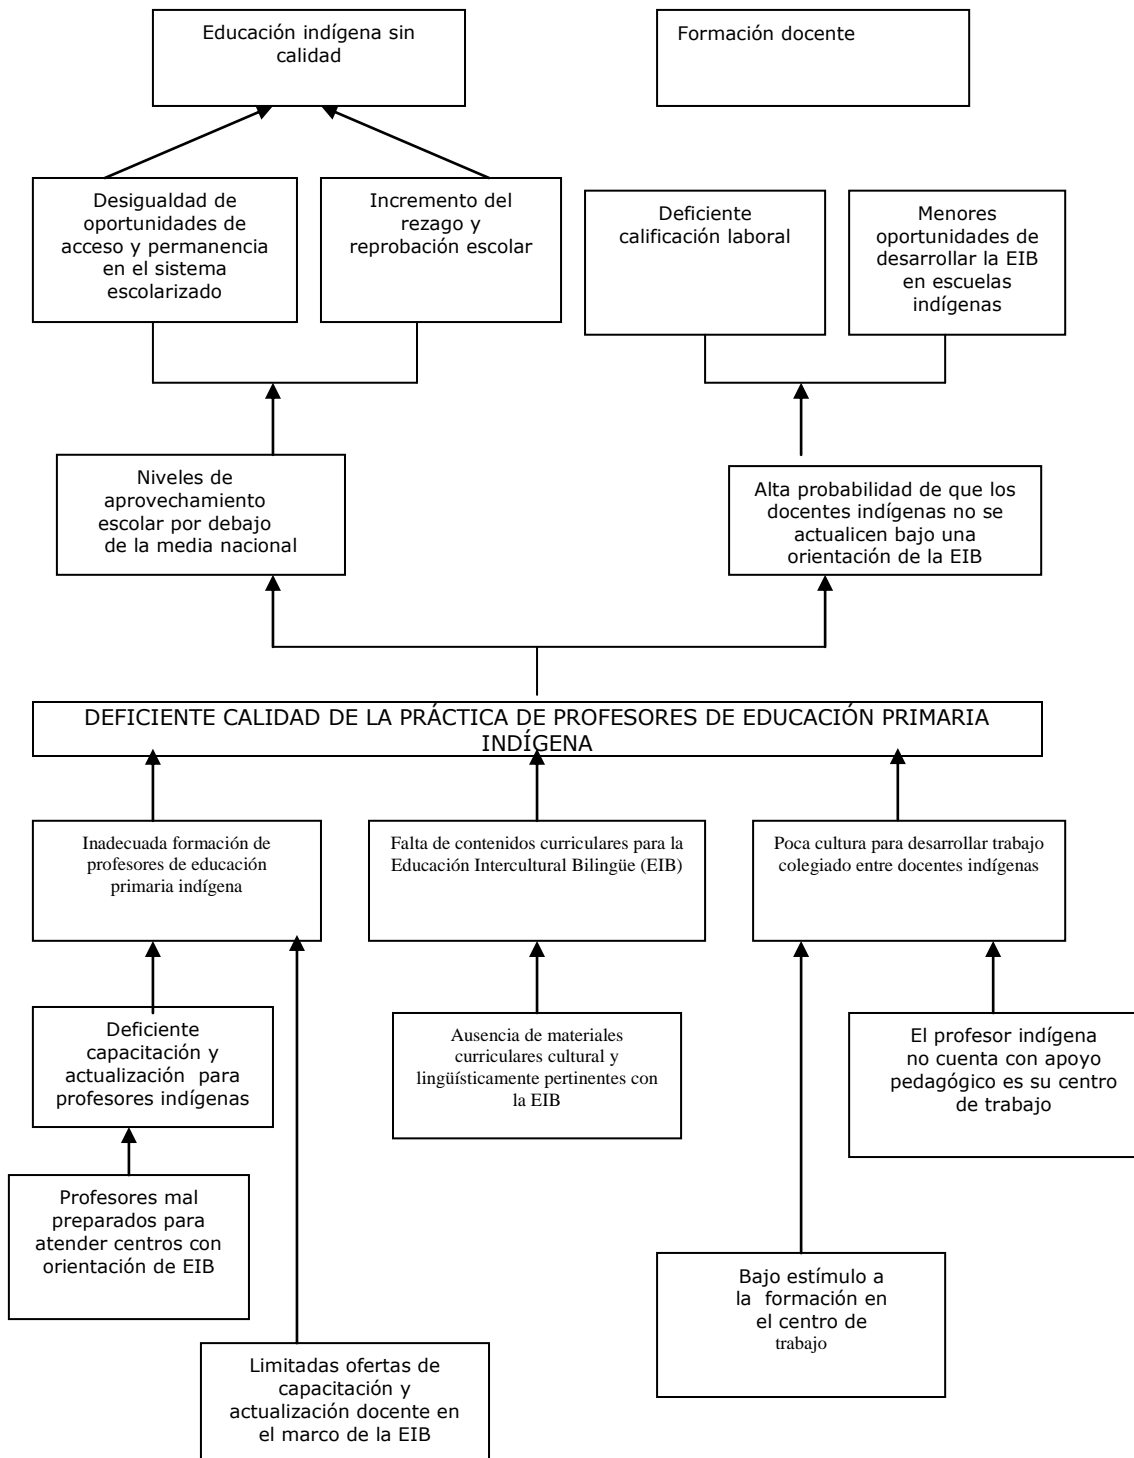 Educación indígena sin
calidad
Formación docente
Desigualdad de
oportunidades de
acceso y permanencia
en el sistema
escolarizado
Incremento del
rezago y
reprobación escolar
Deficiente
calificación laboral
Menores
oportunidades de
desarrollar la EIB
en escuelas
indígenas
Niveles de
aprovechamiento
escolar por debajo
de la media nacional
Alta probabilidad de que los
docentes indígenas no se
actualicen bajo una
orientación de la EIB
DEFICIENTE CALIDAD DE LA PRÁCTICA DE PROFESORES DE EDUCACIÓN PRIMARIA
INDÍGENA
Inadecuada formación de
profesores de educación
primaria indígena
Falta de contenidos curriculares para la
Educación Intercultural Bilingüe (EIB)
Poca cultura para desarrollar trabajo
colegiado entre docentes indígenas
Deficiente
capacitación y
actualización para
profesores indígenas
Ausencia de materiales
curriculares cultural y
lingüísticamente pertinentes con
la EIB
El profesor indígena
no cuenta con apoyo
pedagógico es su centro
de trabajo
Profesores mal
preparados para
atender centros con
orientación de EIB
Bajo estímulo a
la formación en
el centro de
trabajo
Limitadas ofertas de
capacitación y
actualización docente en
el marco de la EIB